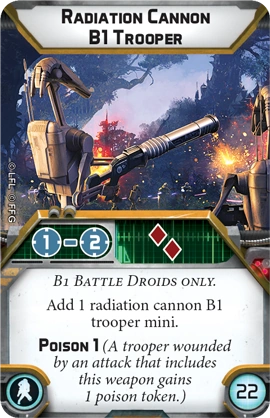 RADIATION CANNON
B1 TROOPER
©LFL ©FFG
1 - 2
B1 BATTLE DROIDS ONLY.
Add 1 radiation cannon B1
trooper mini.
POISON 1 (A trooper wounded
by an attack that includes
this weapon gains
1 poison token.)
22